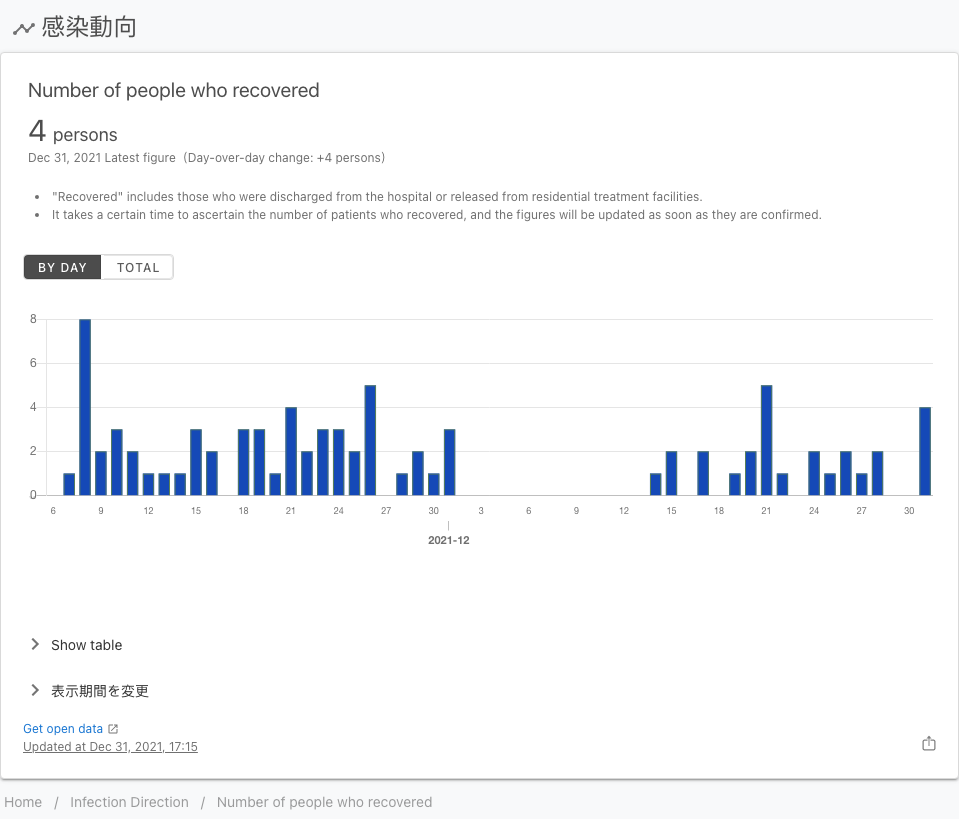 感染動向
Number of people who recovered
4 persons
Dec 31, 2021 Latest figure (Day-over-day change: +4 persons)
• "Recovered" includes those who were discharged from the hospital or released from residential treatment facilities.
• It takes a certain time to ascertain the number of patients who recovered, and the figures will be updated as soon as they are confirmed.
BY DAY TOTAL
8
6
4
2
0
6 9 12 15 18 21 24 27 30 3 6 9 12 15 18 21 24 27 30
2021-12
Show table
表示期間を変更
Get open data
Updated at Dec 31, 2021, 17:15
Home / Infection Direction / Number of people who recovered